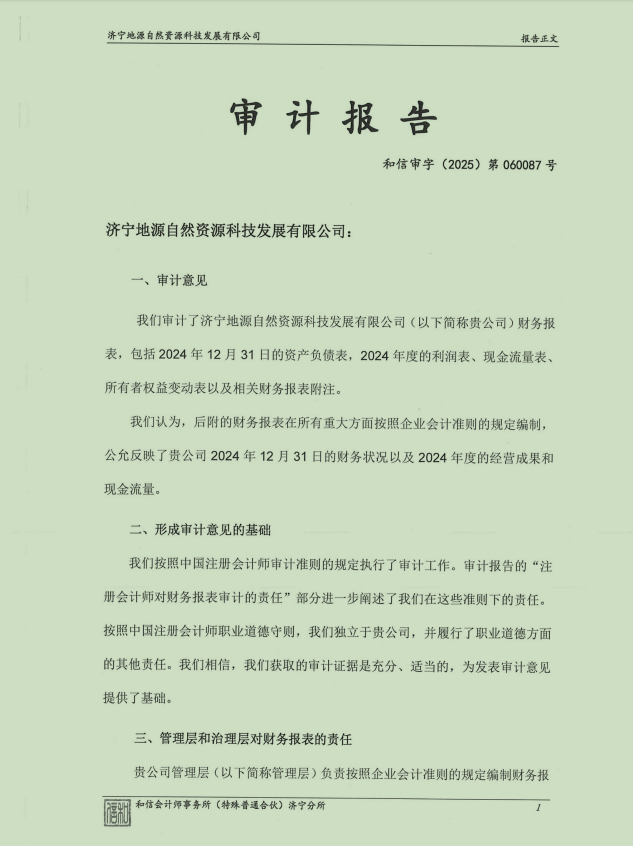 济宁地源自然资源科技发展有限公司
报告正文
审计报告
和信审字（2025）第 060087 号
济宁地源自然资源科技发展有限公司：
一、审计意见
我们审计了济宁地源自然资源科技发展有限公司（以下简称贵公司）财务报
表，包括 2024 年 12 月 31 日的资产负债表，2024 年度的利润表、现金流量表、
所有者权益变动表以及相关财务报表附注。
我们认为，后附的财务报表在所有重大方面按照企业会计准则的规定编制，
公允反映了贵公司 2024 年 12 月 31 日的财务状况以及 2024 年度的经营成果和
现金流量。
二、形成审计意见的基础
我们按照中国注册会计师审计准则的规定执行了审计工作。审计报告的“注
册会计师对财务报表审计的责任”部分进一步阐述了我们在这些准则下的责任。
按照中国注册会计师职业道德守则，我们独立于贵公司，并履行了职业道德方面
的其他责任。我们相信，我们获取的审计证据是充分、适当的，为发表审计意见
提供了基础。
三、管理层和治理层对财务报表的责任
贵公司管理层（以下简称管理层）负责按照企业会计准则的规定编制财务报
信和
和信会计师事务所（特殊普通合伙）济宁分所
1